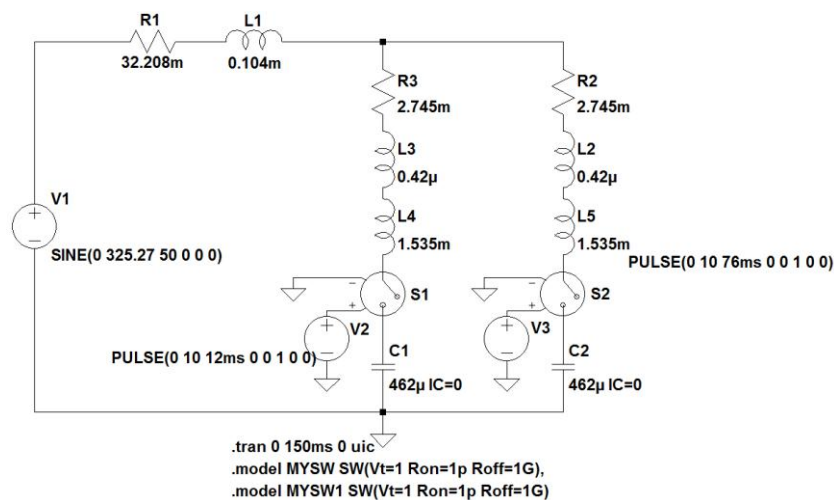 R1
32.208m
L1
0.104m
R3
2.745m
R2
2.745m
L3
0.42µ
L2
0.42µ
V1
SINE(0 325.27 50 0 0 0)
L4
1.535m
L5
1.535m
PULSE(0 10 76ms 0 0 1 0 0)
S1
S2
V2
PULSE(0 10 12ms 0 0 1 0 0)
V3
C1
462µ IC=0
C2
462µ IC=0
.tran 0 150ms 0 uic
.model MYSW SW(Vt=1 Ron=1p Roff=1G),
.model MYSW1 SW(Vt=1 Ron=1p Roff=1G)